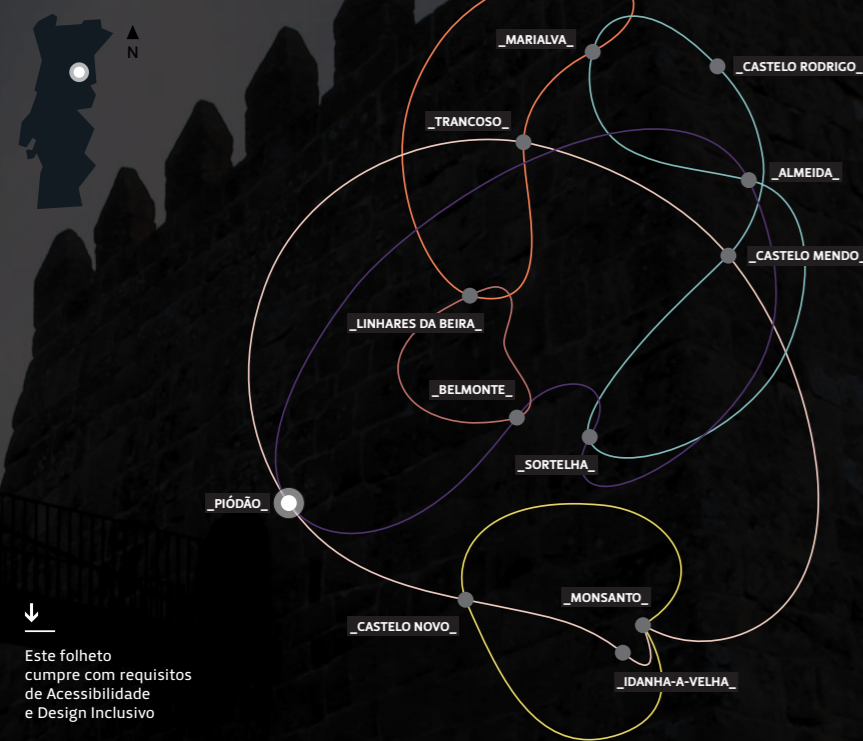 N
_MARIALVA_
_CASTELO RODRIGO_
_TRANCOSO_
_ALMEIDA_
_CASTELO MENDO_
_LINHARES DA BEIRA_
_BELMONTE_
_SORTELHA_
_PIÓDÃO_
_MONSANTO_
_CASTELO NOVO_
_IDANHA-A-VELHA_
Este folheto
cumpre com requisitos
de Acessibilidade
e Design Inclusivo